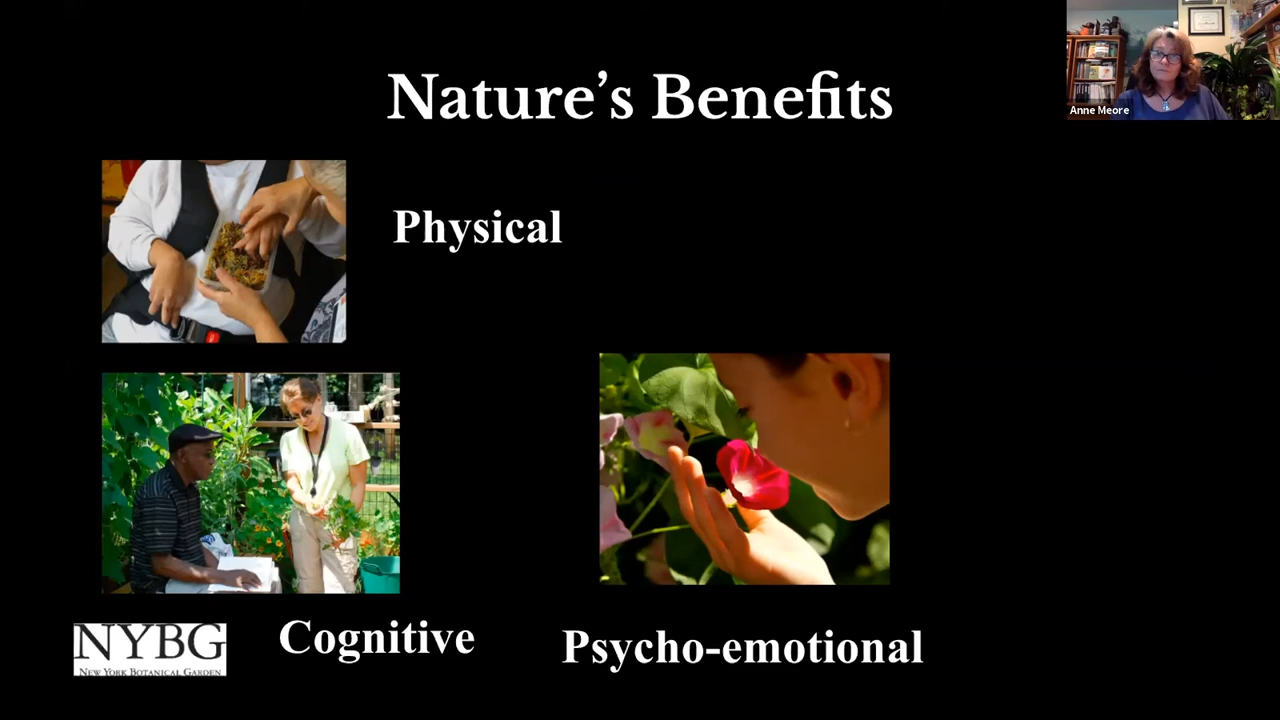 Nature’s Benefits
Anne Meore
Physical
Cognitive
Psycho-emotional
NYBG
NEW YORK BOTANICAL GARDEN